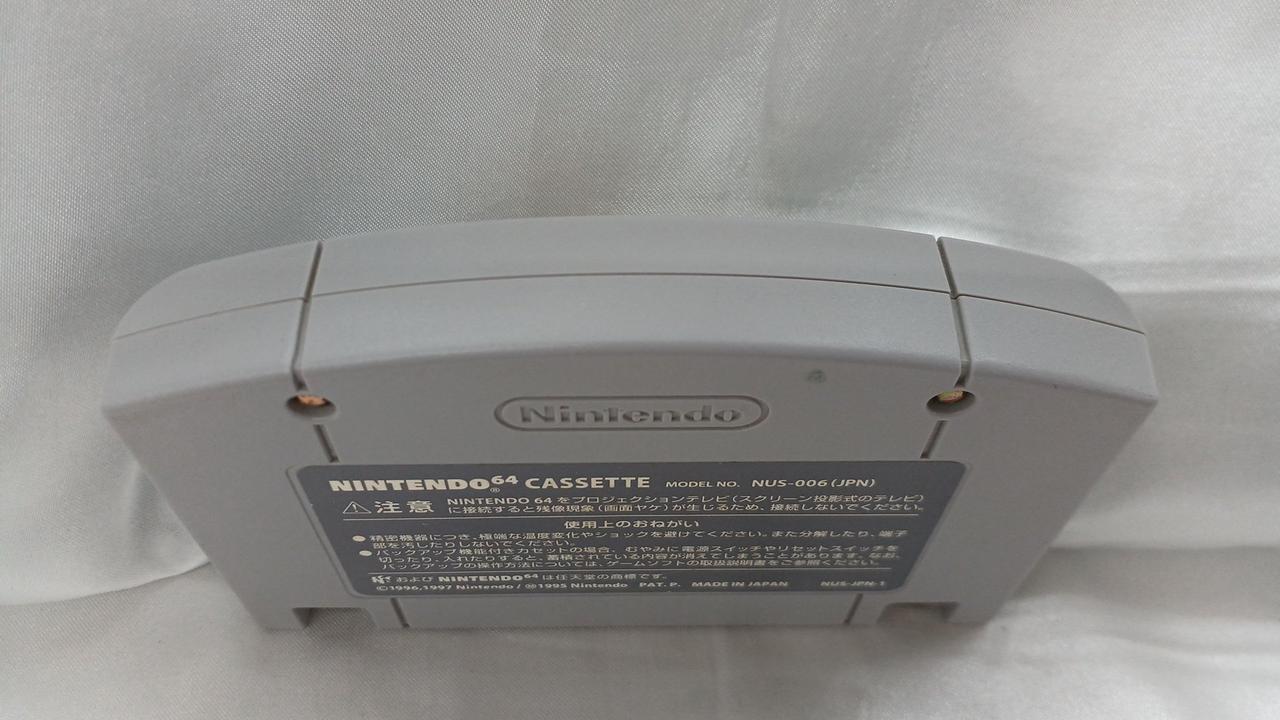 Nintendo
NINTENDO64 CASSETTE MODEL NO. NUS-006(JPN)
®
⚠注意 NINTENDO 64をプロジェクションテレビ(スクリーン投影式のテレビ)
に接続すると残像現象(画面ヤケ)が生じるため、接続しないでください。
使用上のおねがい
●精密機器につき、極端な温度変化やショックを避けてください。また分解したり、端子
部を汚したりしないでください。
●バックアップ機能付きカセットの場合、むやみに電源スイッチやリセットスイッチを
切ったり・入れたりすると、蓄積されている内容が消えてしまうことがあります。なお、
バックアップの操作方法については、ゲームソフトの取扱説明書をご参照ください。
および NINTENDO64 は任天堂の商標です。
©1996,1997 Nintendo/Ⓜ1995 Nintendo PAT. P. MADE IN JAPAN NUS-JPN-1